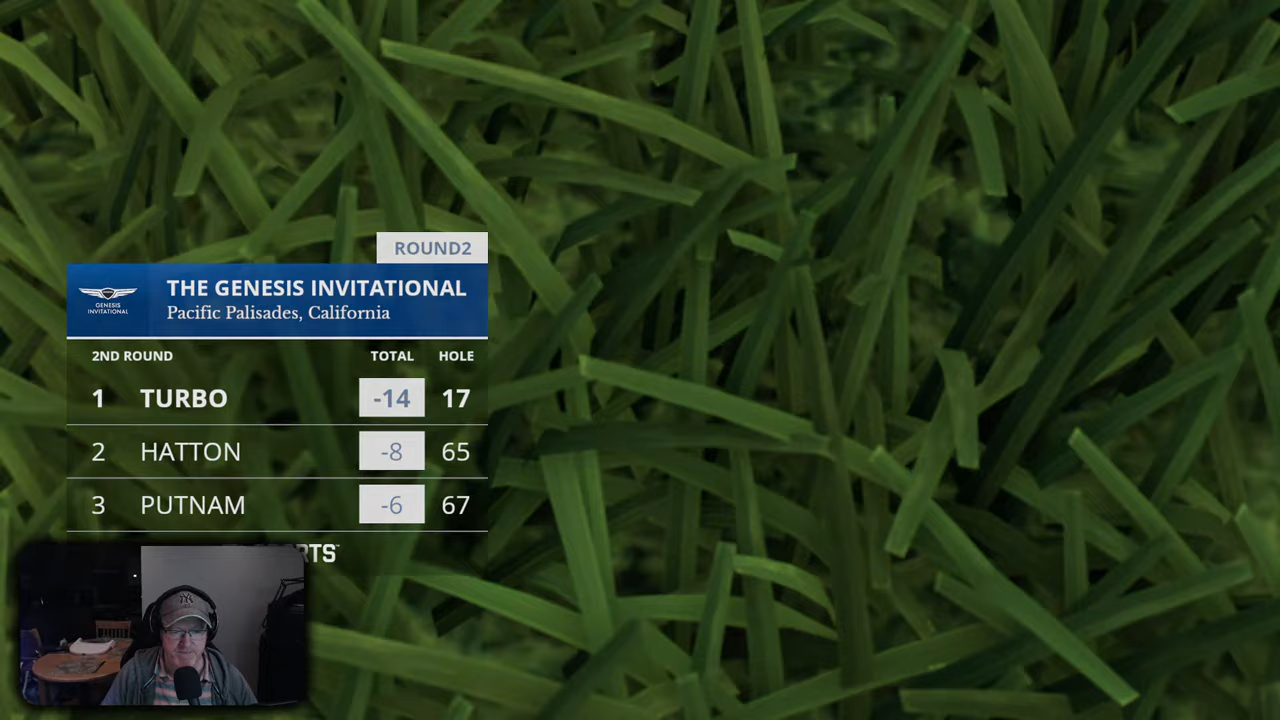 ROUND2
THE GENESIS INVITATIONAL
Pacific Palisades, California
GENESIS
INVITATIONAL
2ND ROUND TOTAL HOLE
1 TURBO -14 17
2 HATTON -8 65
3 PUTNAM -6 67